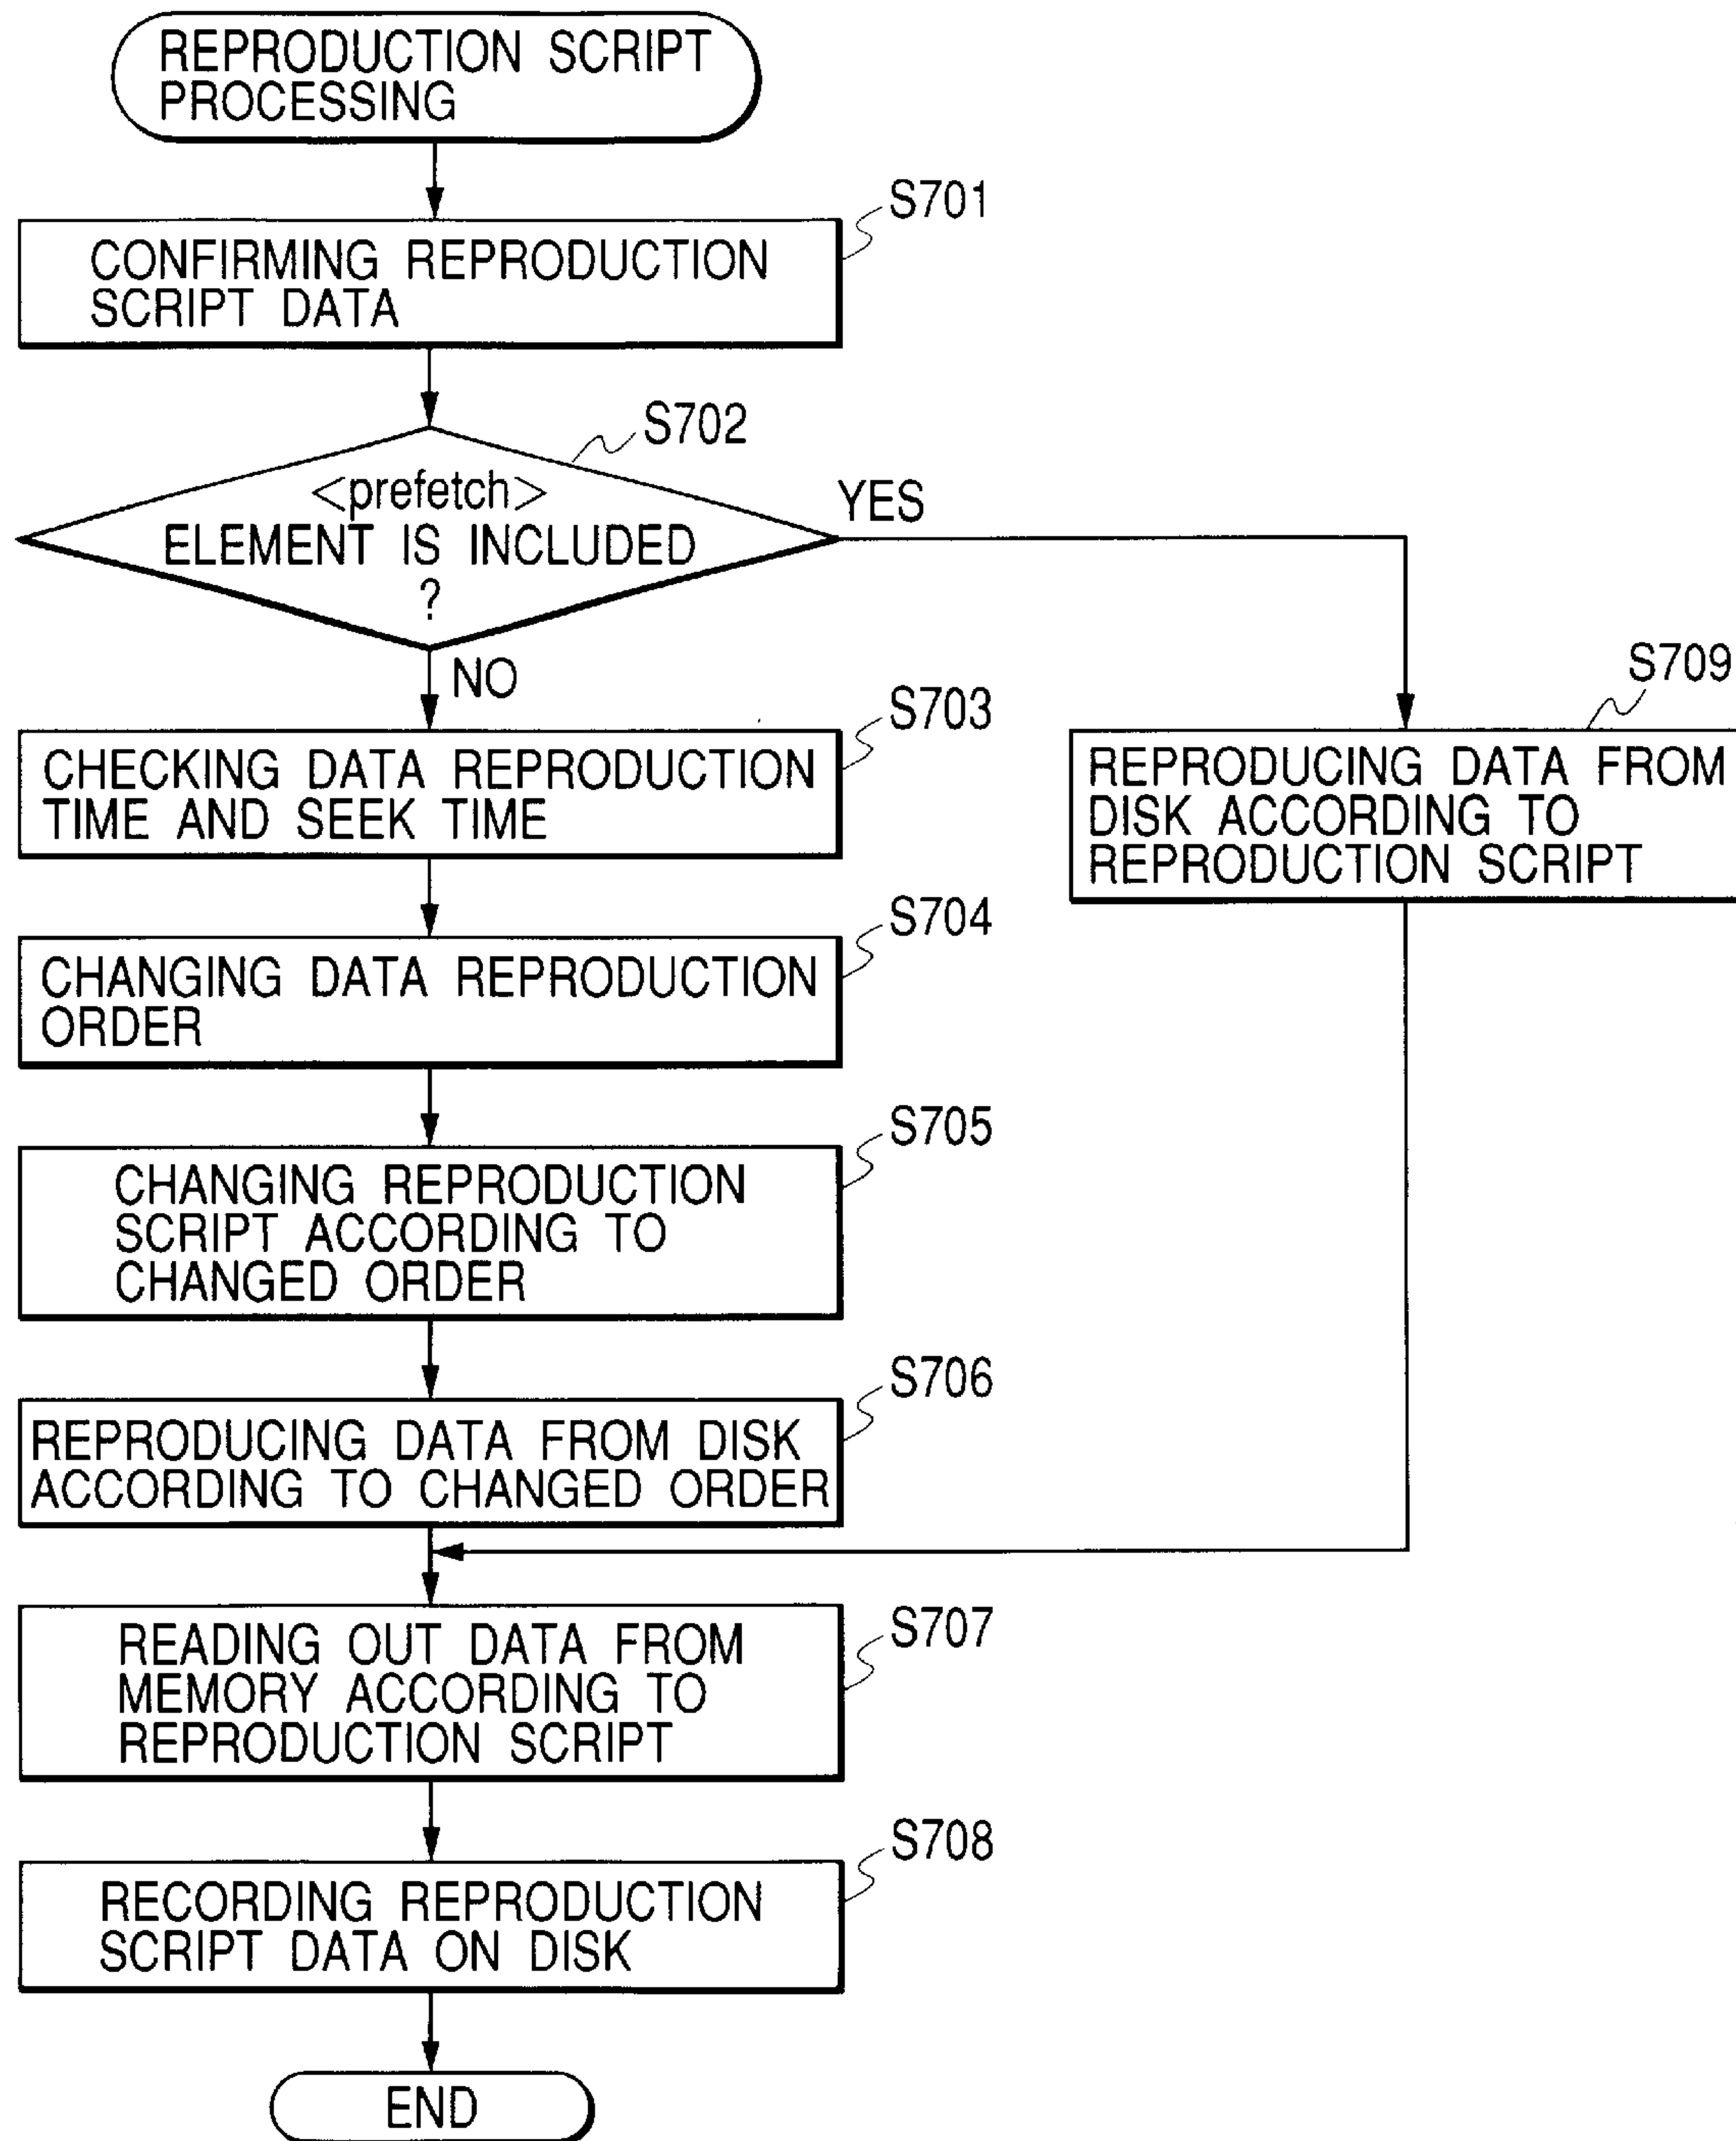 REPRODUCTION SCRIPT
PROCESSING
S701
CONFIRMING REPRODUCTION
SCRIPT DATA
S702
<prefetch>
ELEMENT IS INCLUDED
?
YES
NO
S703
CHECKING DATA REPRODUCTION
TIME AND SEEK TIME
S709
REPRODUCING DATA FROM
DISK ACCORDING TO
REPRODUCTION SCRIPT
S704
CHANGING DATA REPRODUCTION
ORDER
S705
CHANGING REPRODUCTION
SCRIPT ACCORDING TO
CHANGED ORDER
S706
REPRODUCING DATA FROM DISK
ACCORDING TO CHANGED ORDER
S707
READING OUT DATA FROM
MEMORY ACCORDING TO
REPRODUCTION SCRIPT
S708
RECORDING REPRODUCTION
SCRIPT DATA ON DISK
END